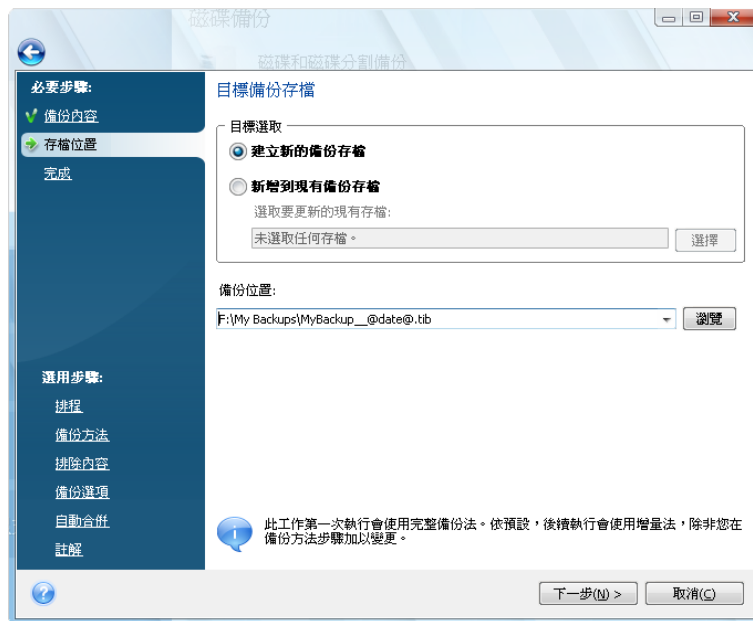 磁碟備份
磁碟和磁碟分割備份
必要步驟:
備份內容
存檔位置
完成
選用步驟:
排程
備份方法
排除內容
備份選項
自動合併
註解
目標備份存檔
目標選取
建立新的備份存檔
新增到現有備份存檔
選取要更新的現有存檔:
未選取任何存檔。
選擇
備份位置:
F:\My Backups\MyBackup__@date@.tib
瀏覽
此工作第一次執行會使用完整備份法。依預設，後續執行會使用增量法，除非您在
備份方法步驟加以變更。
下一步(N) >
取消(C)